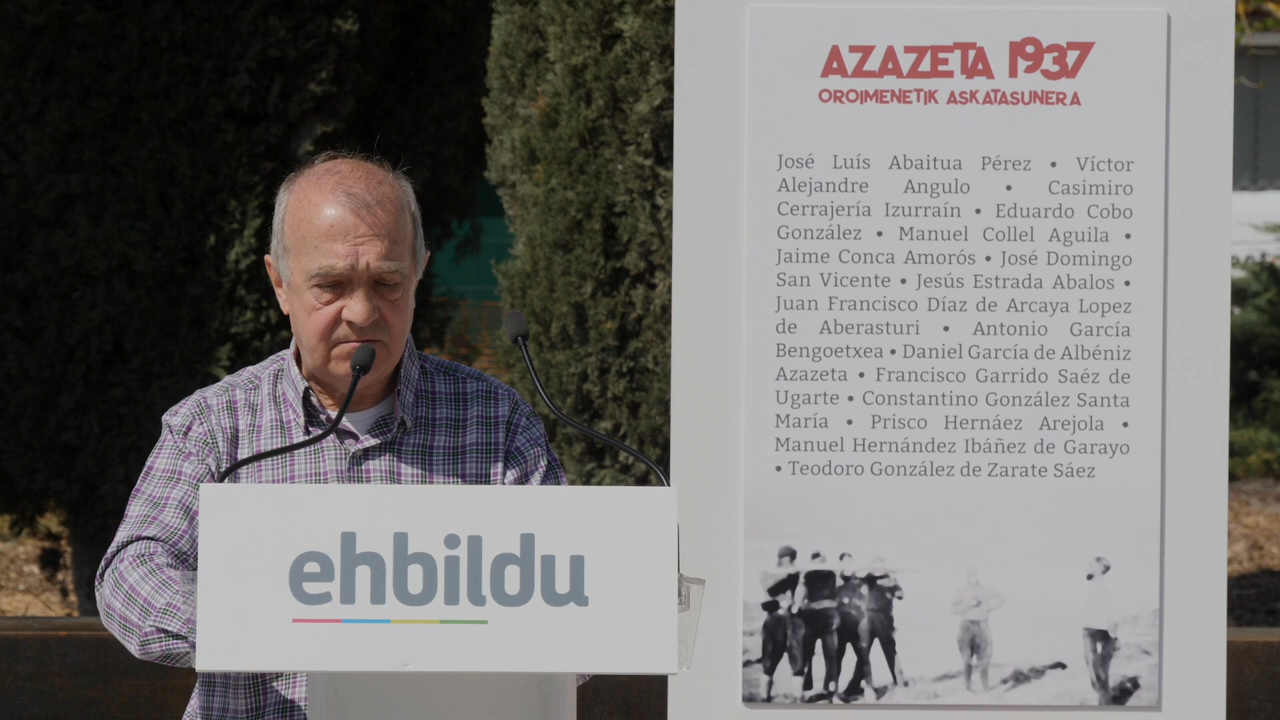 AZAZETA 1937
OROIMENETIK ASKATASUNERA
José Luís Abaitua Pérez • Víctor
Alejandre Angulo • Casimiro
Cerrajería Izurraín • Eduardo Cobo
González • Manuel Collel Aguila •
Jaime Conca Amorós • José Domingo
San Vicente • Jesús Estrada Abalos •
Juan Francisco Díaz de Arcaya Lopez
de Aberasturi • Antonio García
Bengoetxea • Daniel García de Albéniz
Azazeta • Francisco Garrido Saéz de
Ugarte • Constantino González Santa
María • Prisco Hernáez Arejola •
Manuel Hernández Ibáñez de Garayo
• Teodoro González de Zarate Sáez
ehbildu